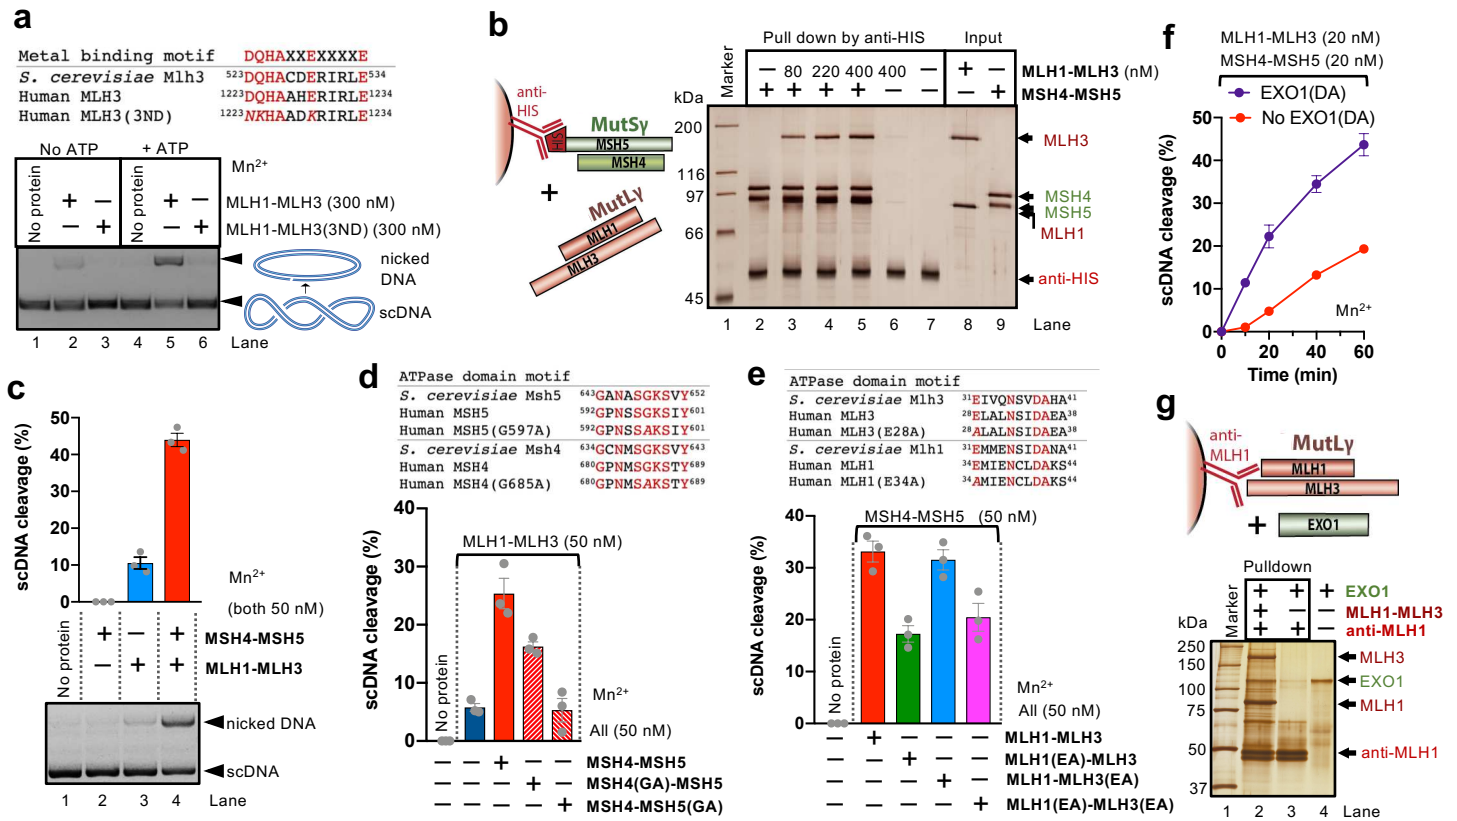 a
Metal binding motif DQHAXXEXXXXE
S. cerevisiae Mlh3 523DQHACDERIRLE534
Human MLH3 1223DQHAAHERIRLE1234
Human MLH3(3ND) 1223NKHAADKRIRLE1234
No ATP + ATP
Mn2+
No protein + – No protein + – MLH1-MLH3 (300 nM)
– + – + MLH1-MLH3(3ND) (300 nM)
nicked
DNA
scDNA
1 2 3 4 5 6 Lane
b
anti-
HIS
HIS
MutSγ
MSH5
MSH4
+
MutLγ
MLH1
MLH3
Pull down by anti-HIS Input
Marker
– 80 220 400 400 – + – MLH1-MLH3 (nM)
+ + + + – – – + MSH4-MSH5
kDa
200
116
97
66
45
MLH3
MSH4
MSH5
MLH1
anti-HIS
1 2 3 4 5 6 7 8 9 Lane
c
scDNA cleavage (%)
50
40
30
20
10
0
Mn2+
(both 50 nM)
No protein + – + MSH4-MSH5
– + + MLH1-MLH3
nicked DNA
scDNA
1 2 3 4 Lane
d
ATPase domain motif
S. cerevisiae Msh5 643GANASGKSVY652
Human MSH5 592GPNSSGKSIY601
Human MSH5(G597A) 592GPNSSAKSIY601
S. cerevisiae Msh4 634GCNMSGKSVY643
Human MSH4 680GPNMSGKSTY689
Human MSH4(G685A) 680GPNMSAKSTY689
scDNA cleavage (%)
40
30
20
10
0
MLH1-MLH3 (50 nM)
No protein
Mn2+
All (50 nM)
– – + – – MSH4-MSH5
– – – + – MSH4(GA)-MSH5
– – – – + MSH4-MSH5(GA)
e
ATPase domain motif
S. cerevisiae Mlh3 31EIVQNSVDAHA41
Human MLH3 28ELALNSIDAEA38
Human MLH3(E28A) 28ALALNSIDAEA38
S. cerevisiae Mlh1 31EMMENSIDANA41
Human MLH1 34EMIENCLDAKS44
Human MLH1(E34A) 34AMIENCLDAKS44
scDNA cleavage (%)
40
30
20
10
0
MSH4-MSH5 (50 nM)
No protein
Mn2+
All (50 nM)
– + – – – MLH1-MLH3
– – + – – MLH1(EA)-MLH3
– – – + – MLH1-MLH3(EA)
– – – – + MLH1(EA)-MLH3(EA)
f
MLH1-MLH3 (20 nM)
MSH4-MSH5 (20 nM)
EXO1(DA)
No EXO1(DA)
scDNA cleavage (%)
50
40
30
20
10
0
Mn2+
0 20 40 60
Time (min)
g
anti-
MLH1
MutLγ
MLH1
MLH3
+ EXO1
Pulldown
Marker
+ + + EXO1
+ – – MLH1-MLH3
+ + – anti-MLH1
kDa
250
150
100
75
50
37
MLH3
EXO1
MLH1
anti-MLH1
1 2 3 4 Lane